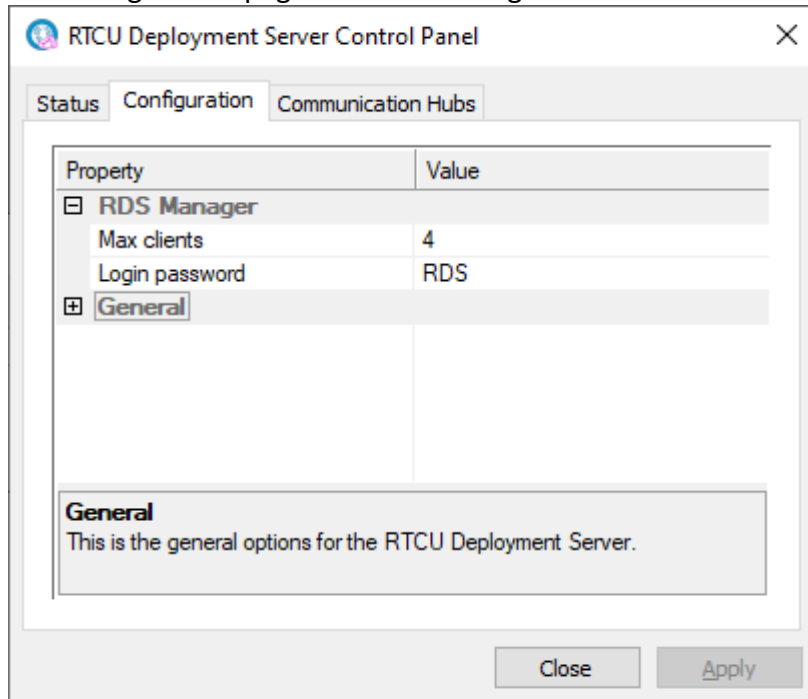 RTCU Deployment Server Control Panel
Status Configuration Communication Hubs
Property Value
RDS Manager
Max clients 4
Login password RDS
General
General
This is the general options for the RTCU Deployment Server.
Close Apply